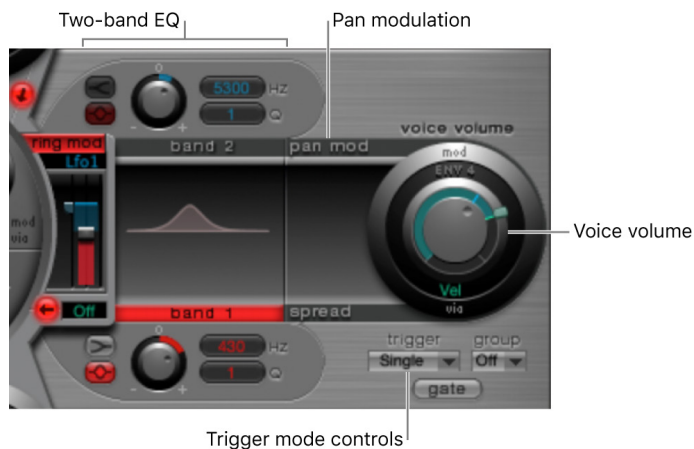 Two-band EQ
Pan modulation
0
5300 HZ
- + 1 Q
voice volume
ring mod
band 2
pan mod
mod
Lfo1
ENV 4
mod
via
Voice volume
Vel
Off
band 1
spread
via
0
430 HZ
trigger
group
Single
Off
- + 1 Q
gate
Trigger mode controls